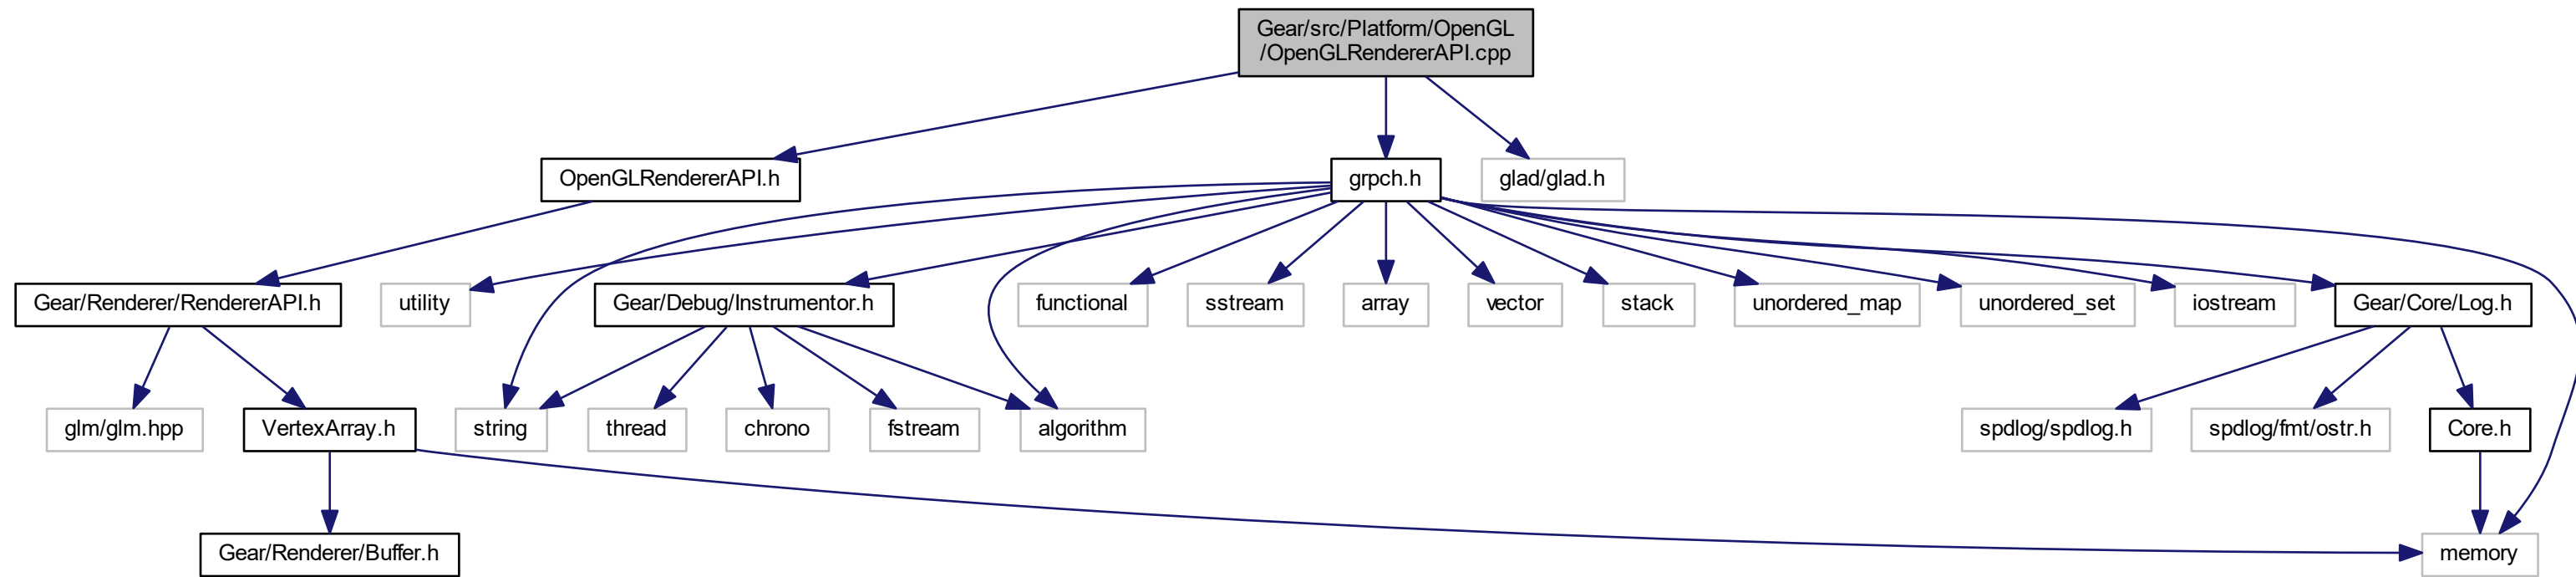 Gear/src/Platform/OpenGL
/OpenGLRendererAPI.cpp
OpenGLRendererAPI.h
grpch.h
glad/glad.h
Gear/Renderer/RendererAPI.h
utility
Gear/Debug/Instrumentor.h
functional
sstream
array
vector
stack
unordered_map
unordered_set
iostream
Gear/Core/Log.h
glm/glm.hpp
VertexArray.h
string
thread
chrono
fstream
algorithm
spdlog/spdlog.h
spdlog/fmt/ostr.h
Core.h
Gear/Renderer/Buffer.h
memory